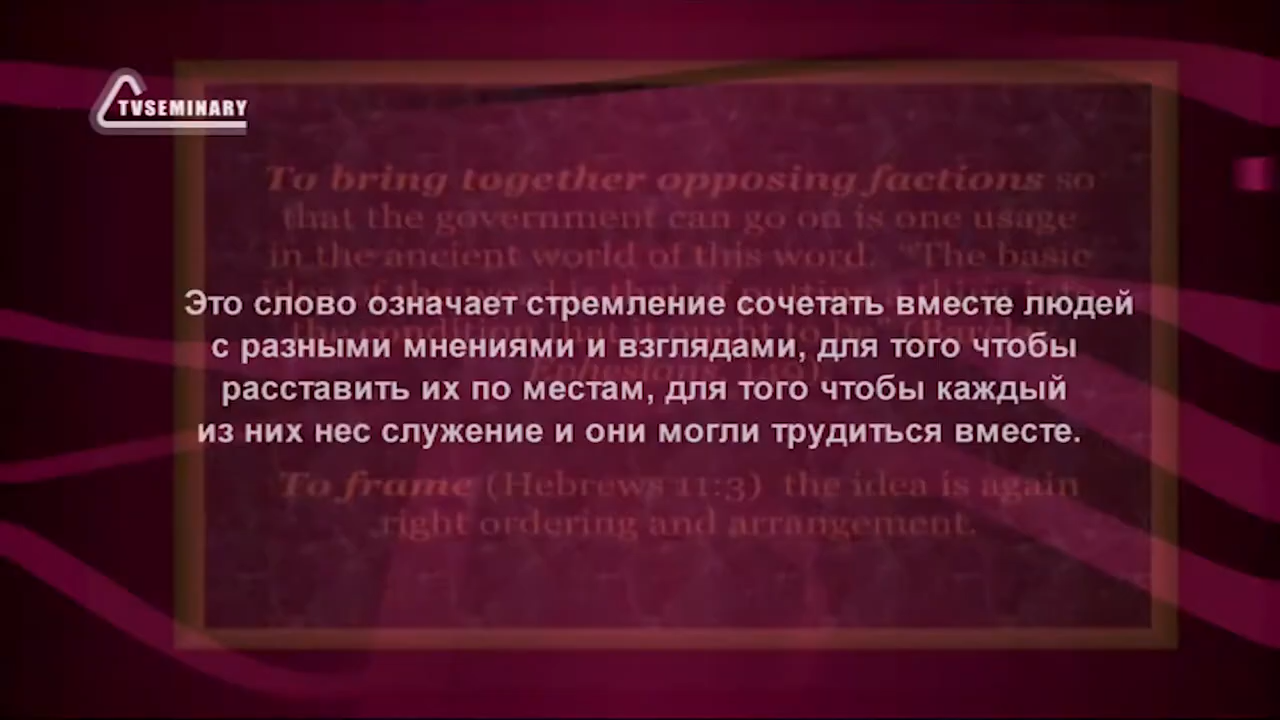 TVSEMINARY
To bring together opposing factions so
that the government can go on is one usage
in the ancient world of this word. "The basic
Это слово означает стремление сочетать вместе людей
с разными мнениями и взглядами, для того чтобы
расставить их по местам, для того чтобы каждый
из них нес служение и они могли трудиться вместе.
To frame (Hebrews 11:3) the idea is again
right ordering and arrangement.